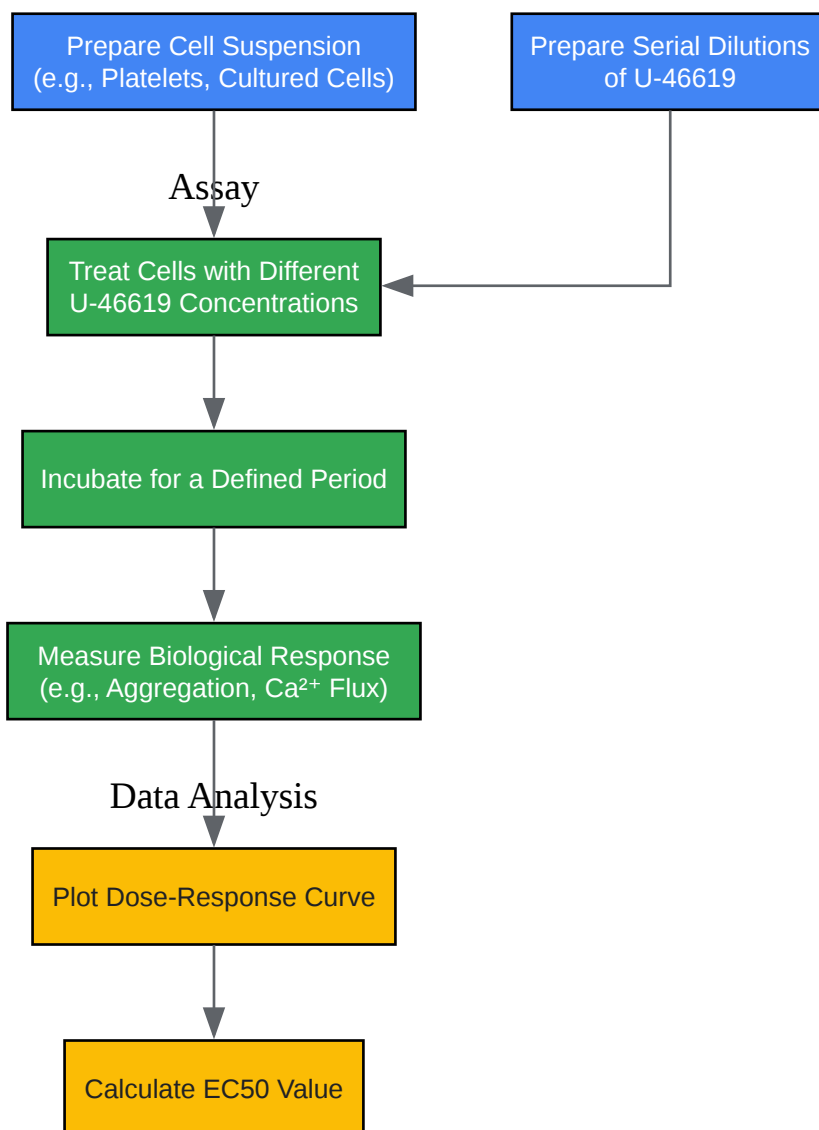 Prepare Cell Suspension
(e.g., Platelets, Cultured Cells)
Prepare Serial Dilutions
of U-46619
Assay
Treat Cells with Different
U-46619 Concentrations
Incubate for a Defined Period
Measure Biological Response
(e.g., Aggregation, Ca²⁺ Flux)
Data Analysis
Plot Dose-Response Curve
Calculate EC50 Value